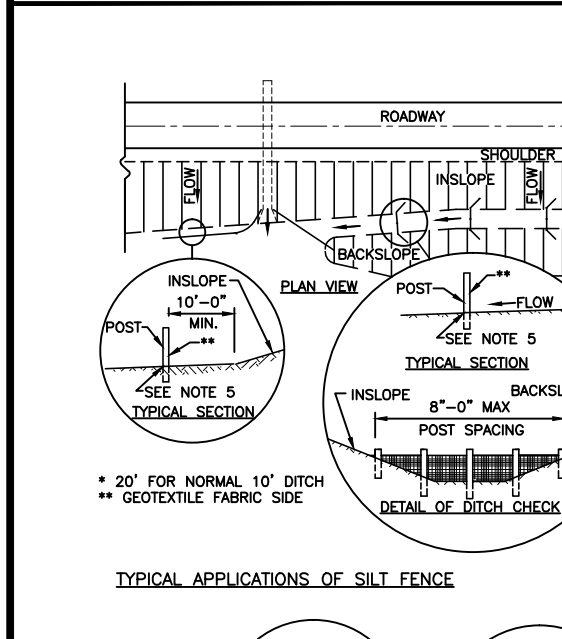 ROADWAY
SHOULDER
INSLOPE
FLOW
FLOW
BACKSLOPE
PLAN VIEW
INSLOPE
10'-0"
MIN.
POST
**
SEE NOTE 5
TYPICAL SECTION
POST
**
FLOW
SEE NOTE 5
TYPICAL SECTION
INSLOPE
BACKSL
8"-0" MAX
POST SPACING
DETAIL OF DITCH CHECK
* 20' FOR NORMAL 10' DITCH
** GEOTEXTILE FABRIC SIDE
TYPICAL APPLICATIONS OF SILT FENCE